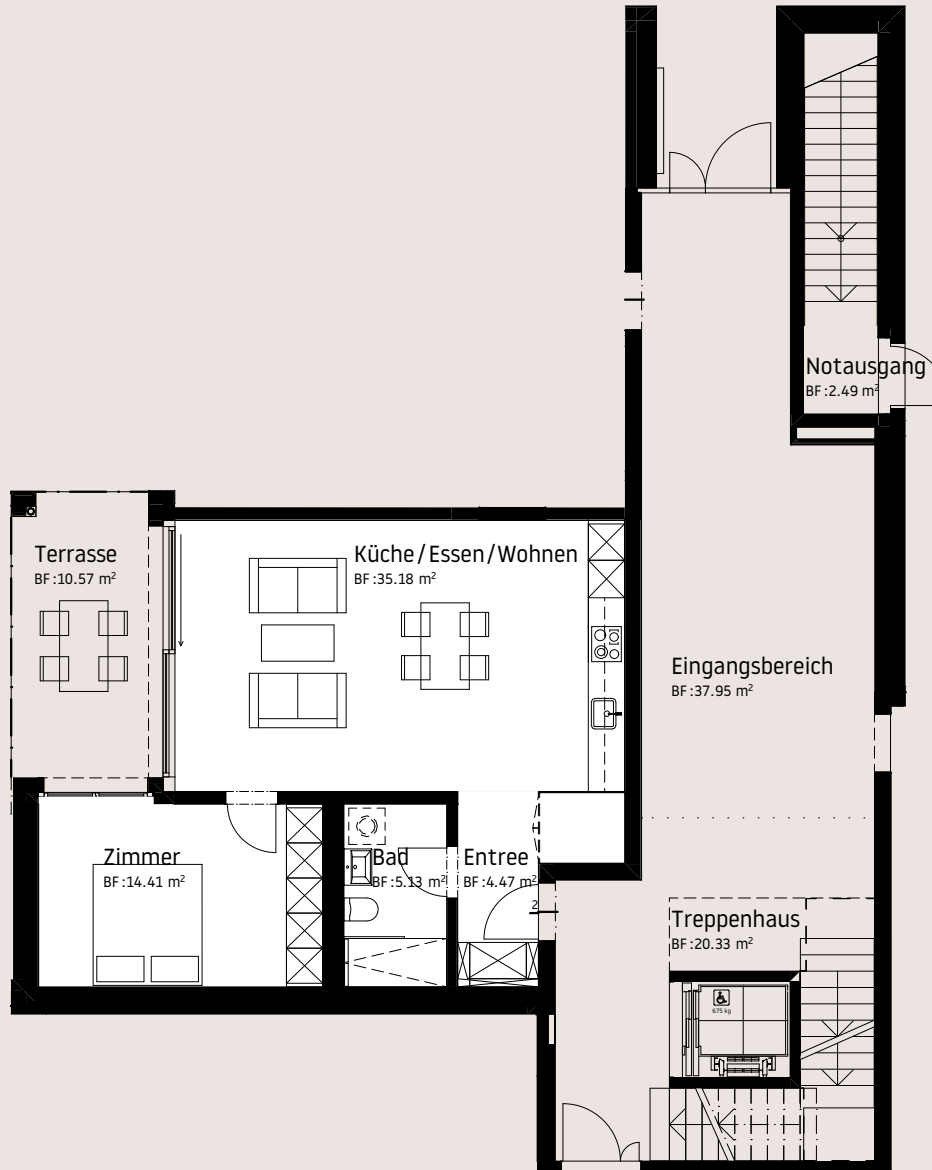 Notausgang
BF :2.49 m²
Terrasse
BF :10.57 m²
Küche/Essen/Wohnen
BF :35.18 m²
Eingangsbereich
BF :37.95 m²
Zimmer
BF :14.41 m²
Bad
BF :5.13 m²
Entree
BF :4.47 m²
2
Treppenhaus
BF :20.33 m²
675 kg